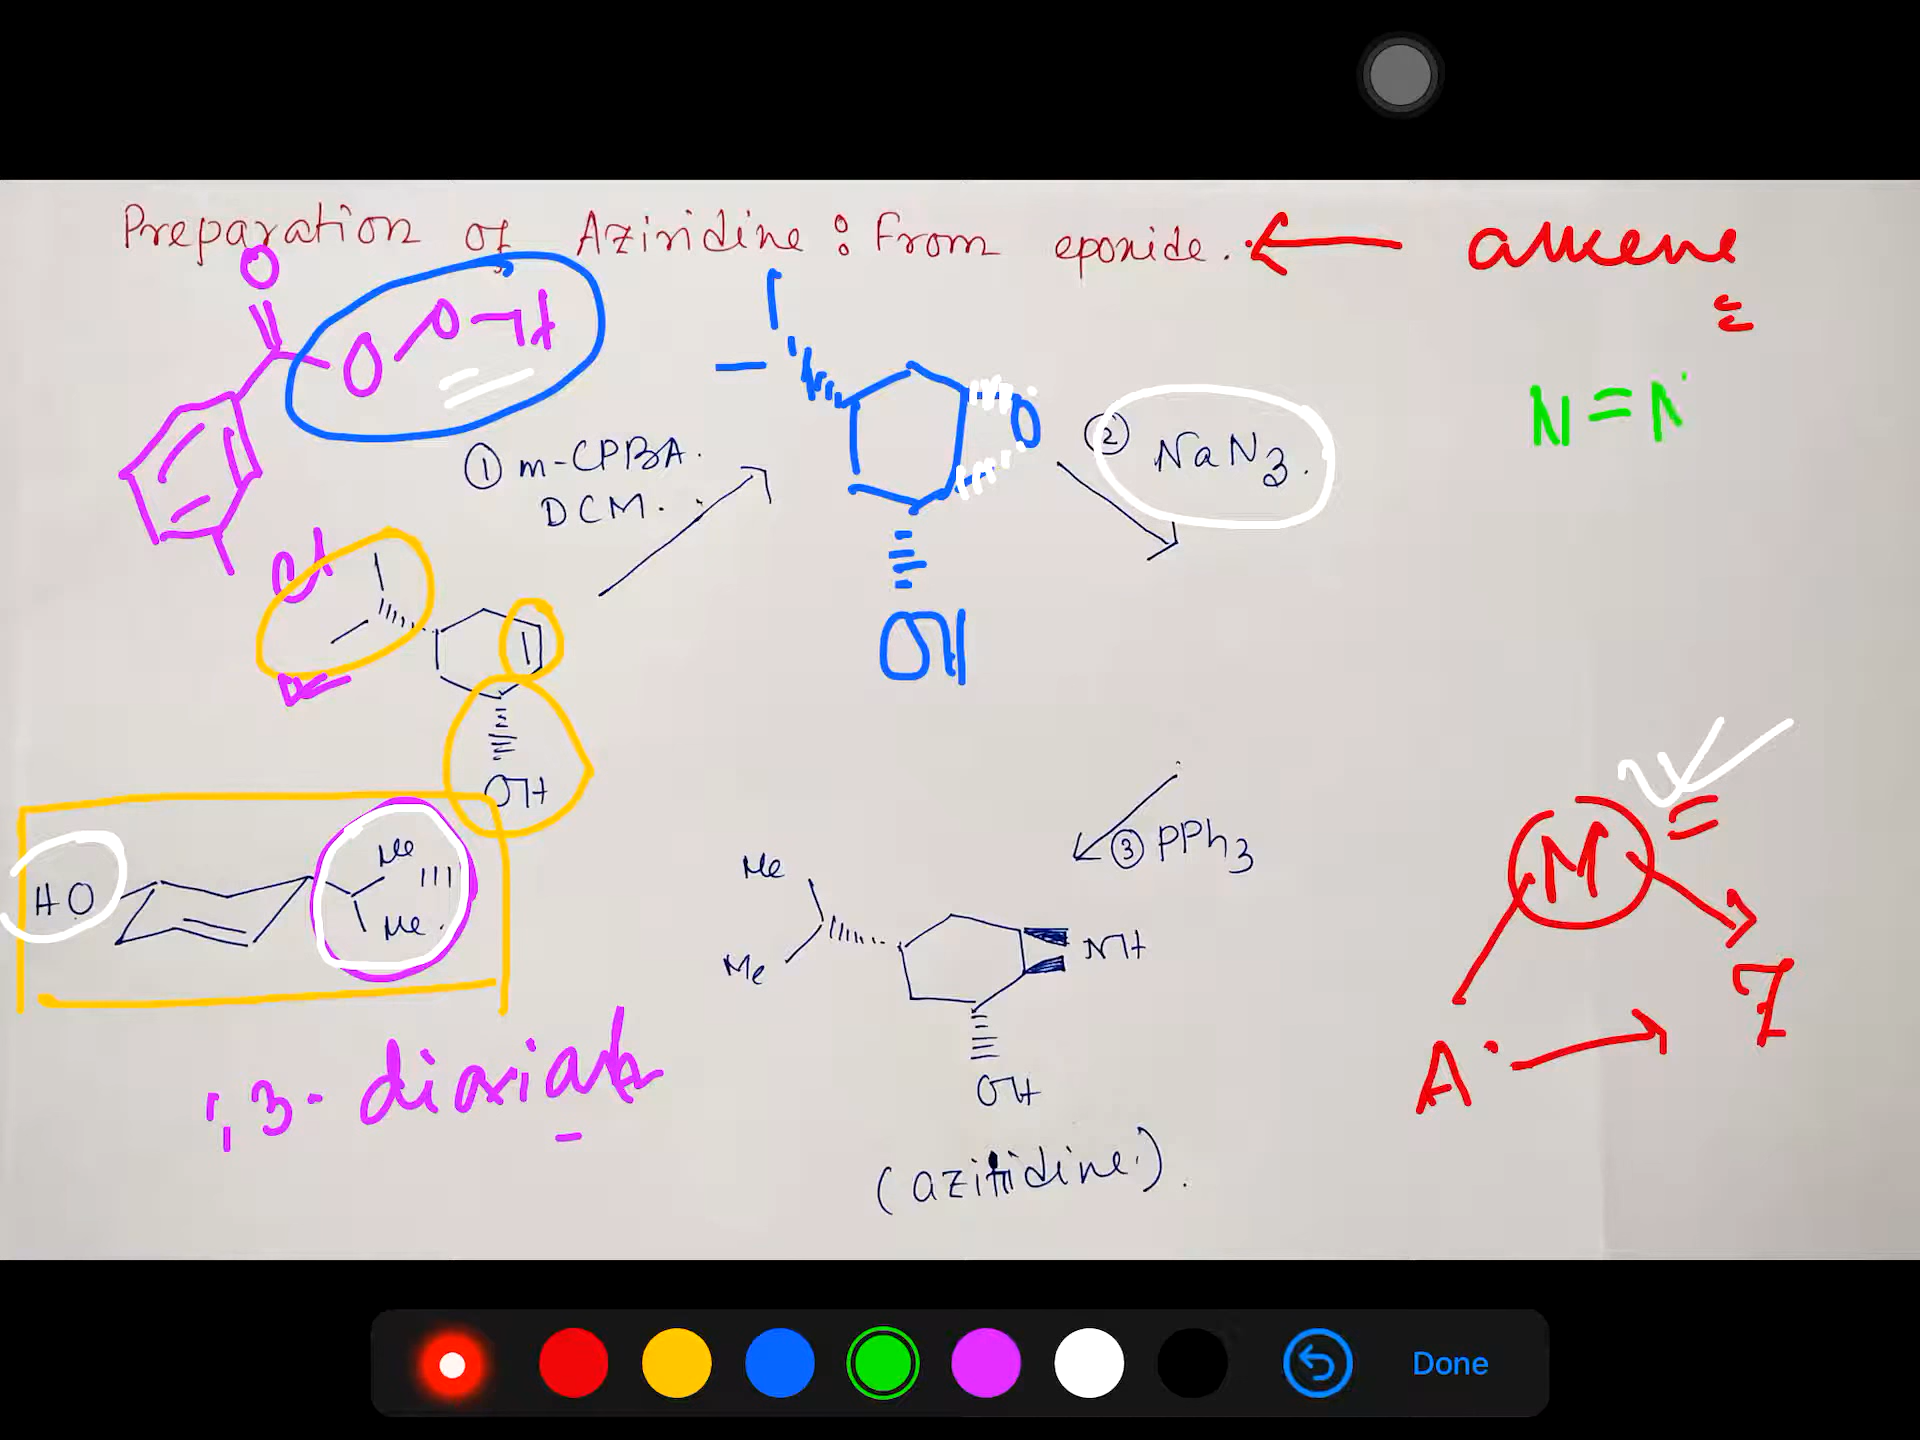 Preparation of Aziridine : From epoxide. ← alkene
O
O O-H
N=N
① m-CPBA.
DCM.
O
② NaN3.
Cl
OH
OH
HO
Me
Me.
③ PPh3
Me
Me
NH
OH
M
A
Z
1,3-diaxial
(aziridine).
Done